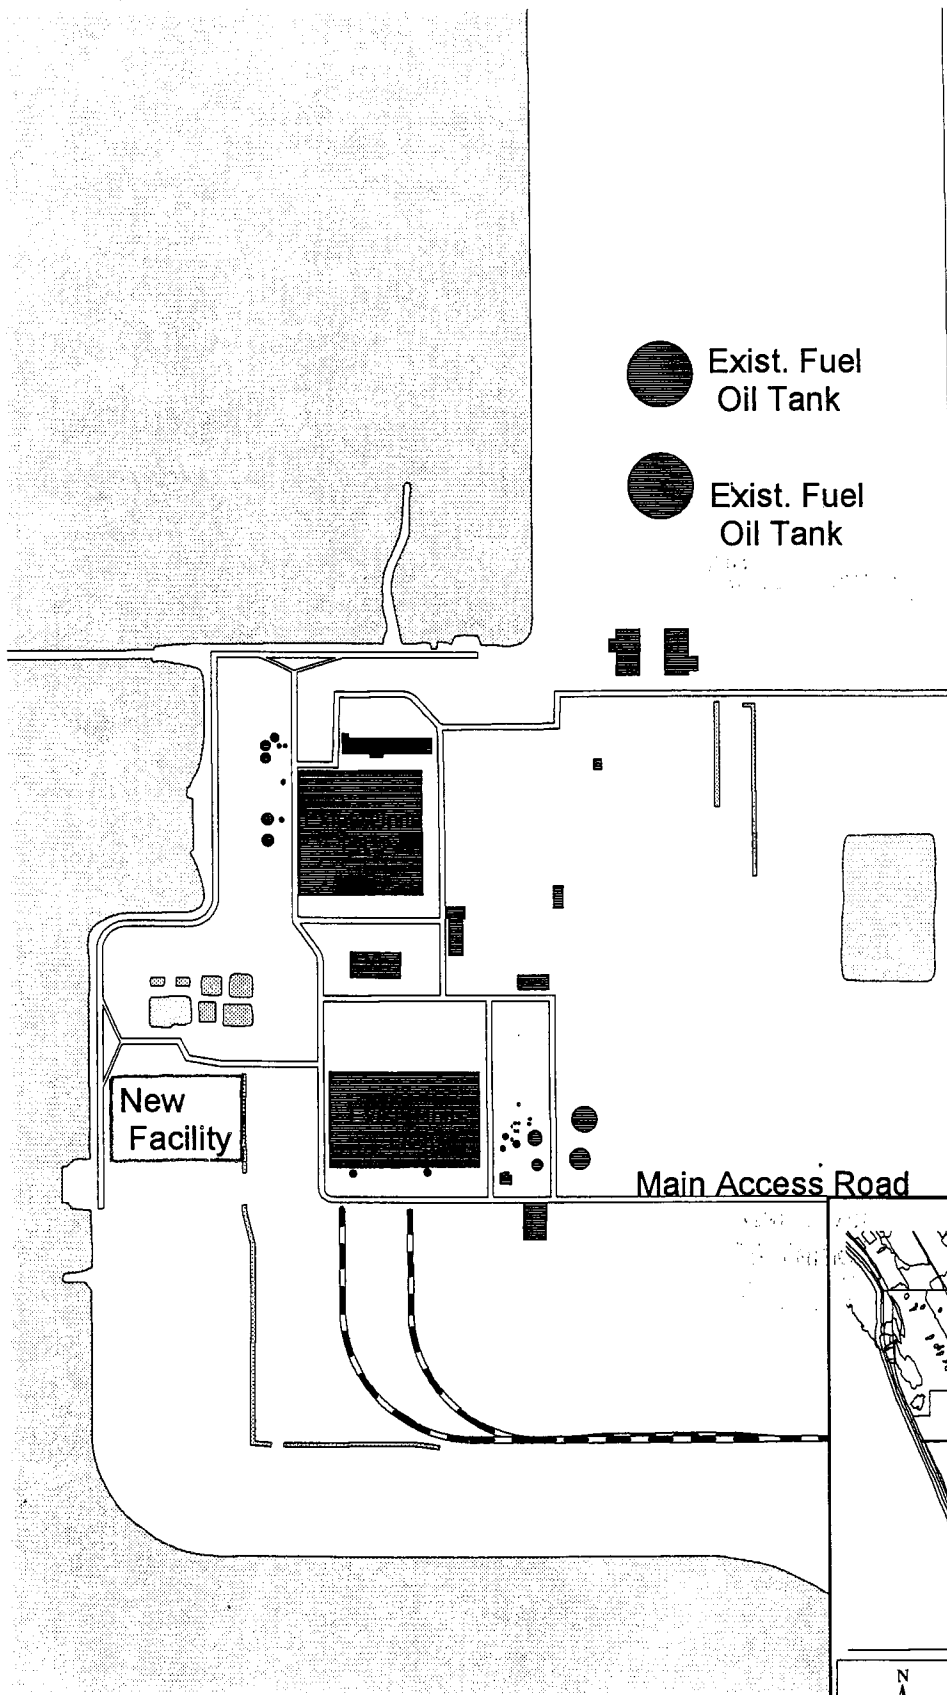 Exist. Fuel
Oil Tank
Exist. Fuel
Oil Tank
New
Facility
Main Access Road
N